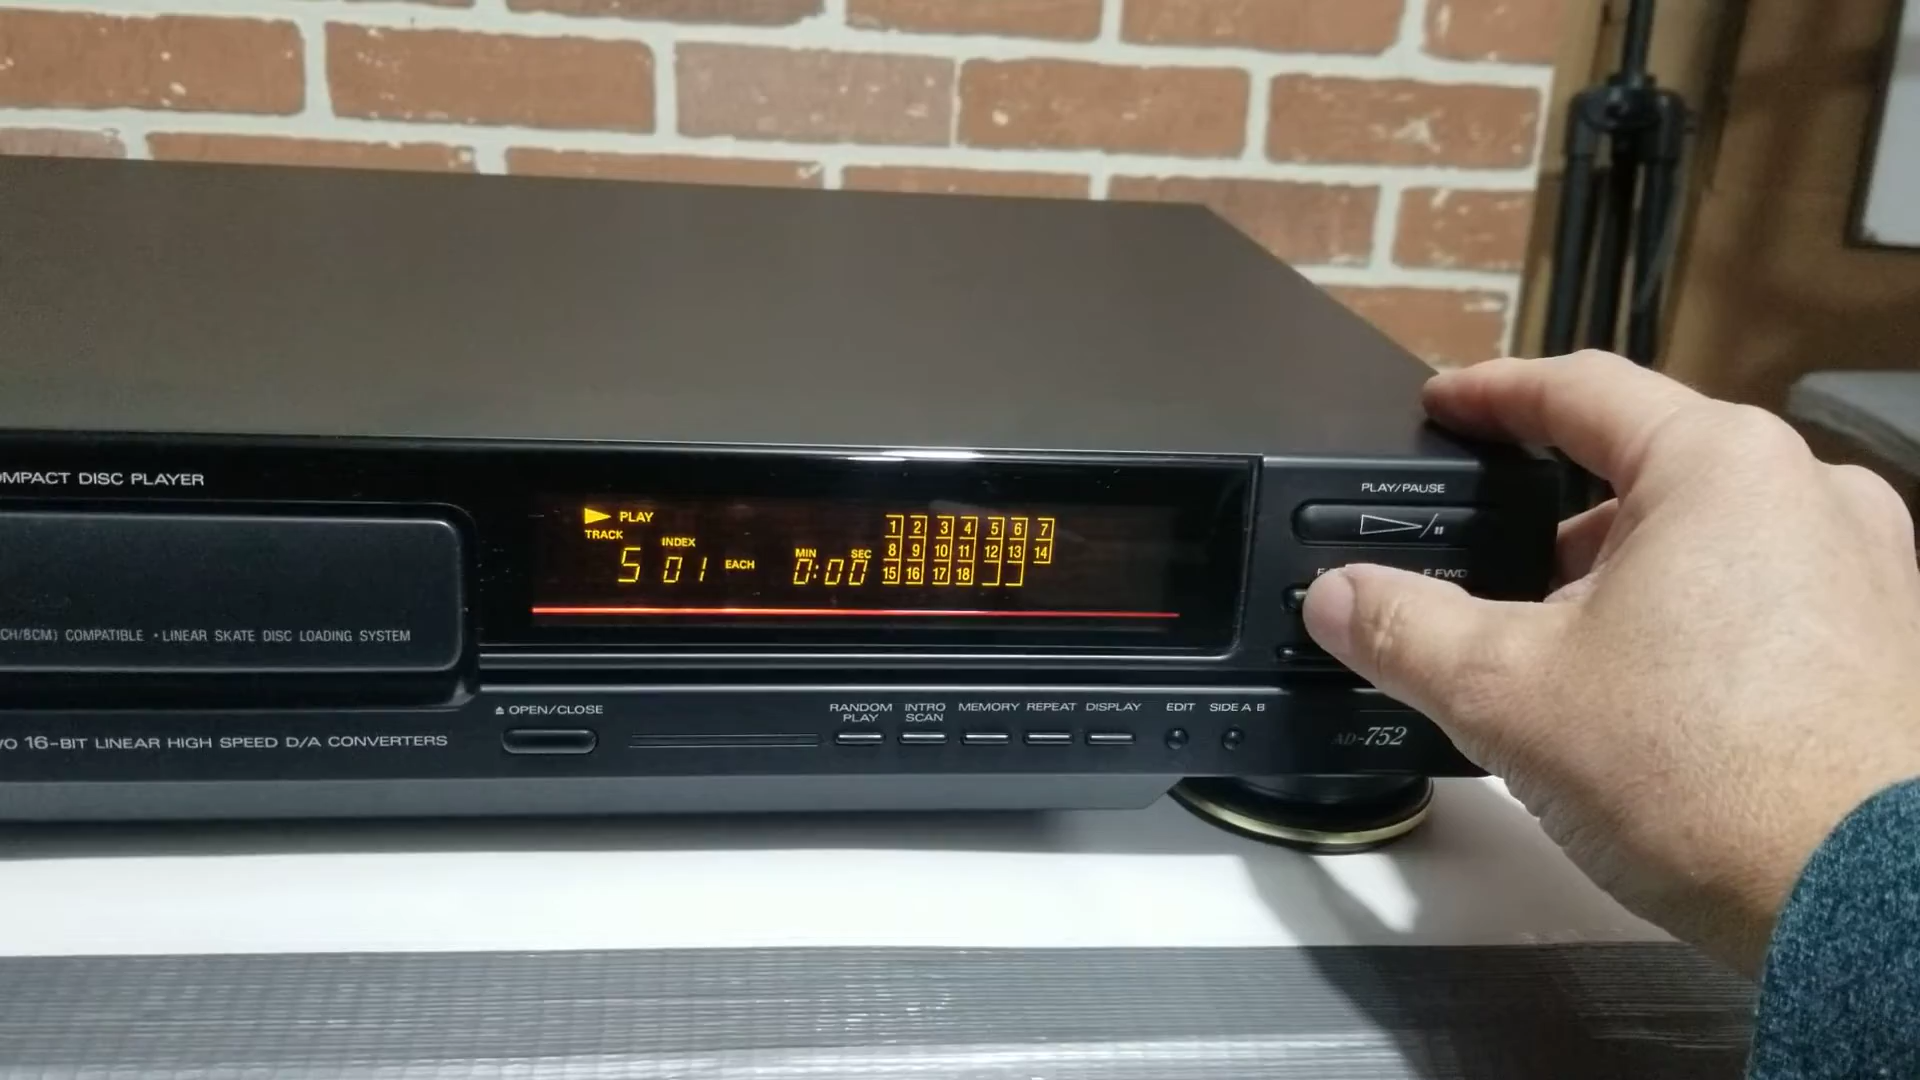 OMPACT DISC PLAYER
CH/8CM) COMPATIBLE • LINEAR SKATE DISC LOADING SYSTEM
16-BIT LINEAR HIGH SPEED D/A CONVERTERS
PLAY
TRACK INDEX
5 01 EACH
MIN SEC
0:00
1 2 3 4 5 6 7
8 9 10 11 12 13 14
15 16 17 18
PLAY/PAUSE
F FWD
OPEN/CLOSE
RANDOM PLAY
INTRO SCAN
MEMORY
REPEAT
DISPLAY
EDIT
SIDE A B
AD-752